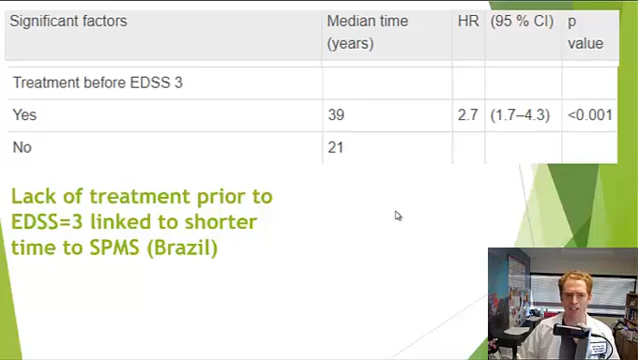 Significant factors Median time (years) HR (95 % CI) p value
Treatment before EDSS 3
Yes 39 2.7 (1.7–4.3) <0.001
No 21
Lack of treatment prior to
EDSS=3 linked to shorter
time to SPMS (Brazil)